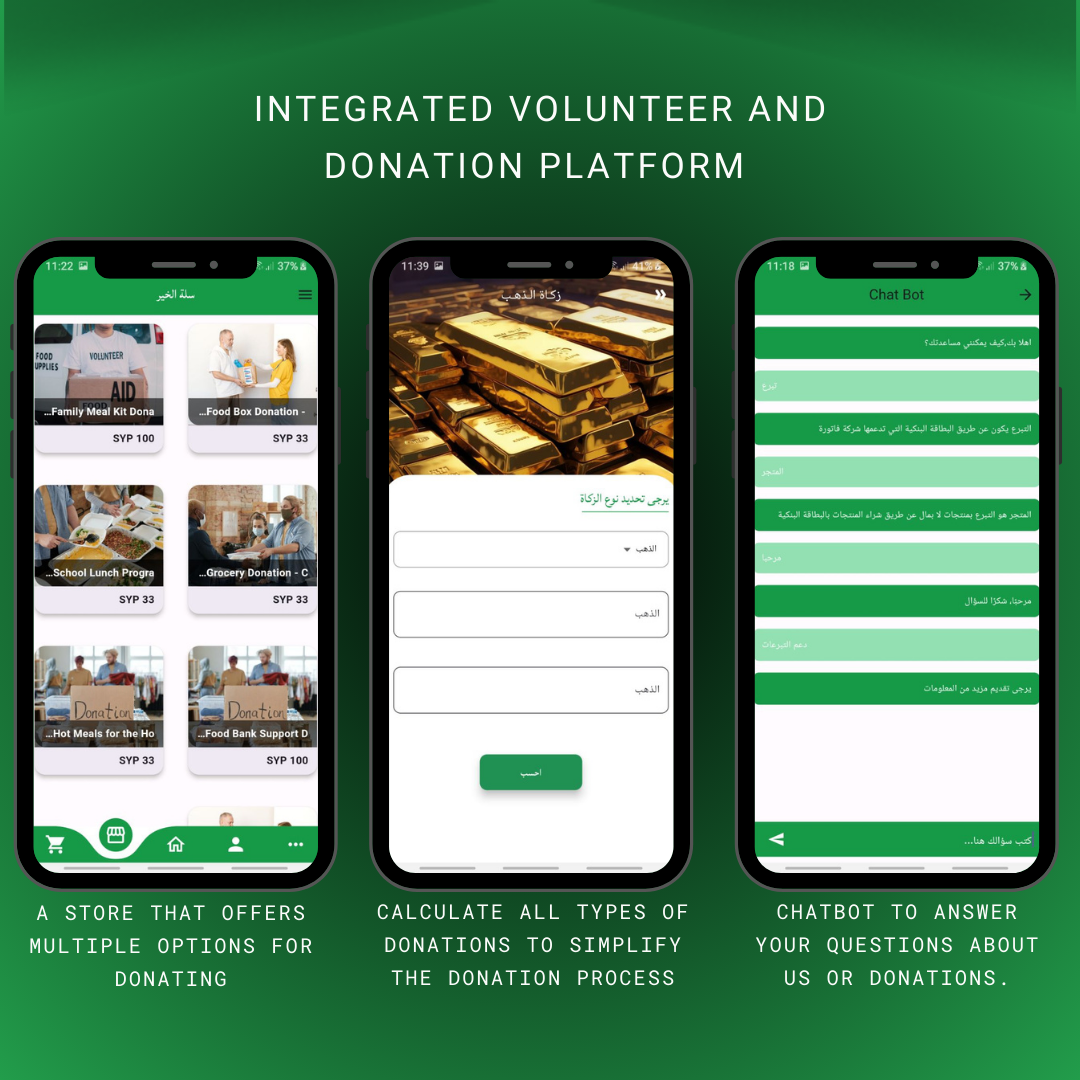 INTEGRATED VOLUNTEER AND
DONATION PLATFORM
11:22
37%
سلة الخير
FOOD
UPPLIES
VOLUNTEER
AID
...Family Meal Kit Dona
SYP 100
...Food Box Donation -
SYP 33
...School Lunch Progra
SYP 33
...Grocery Donation - C
SYP 33
Donation
...Hot Meals for the Ho
SYP 33
Donation
...Food Bank Support D
SYP 100
A STORE THAT OFFERS
MULTIPLE OPTIONS FOR
DONATING
11:39
41%
زكاة الذهب
يرجى تحديد نوع الزكاة
الذهب
الذهب
الذهب
احسب
CALCULATE ALL TYPES OF
DONATIONS TO SIMPLIFY
THE DONATION PROCESS
11:18
37%
Chat Bot
اهلا بك,كيف يمكنني مساعدتك؟
تبرع
التبرع يكون عن طريق البطاقة البنكية التي تدعمها شركة فاتورة
المتجر
المتجر هو التبرع بمنتجات لا بمال عن طريق شراء المنتجات بالبطاقة البنكية
مرحبا
مرحبًا، شكرًا للسؤال
دعم التبرعات
يرجى تقديم مزيد من المعلومات
كتب سؤالك هنا...
CHATBOT TO ANSWER
YOUR QUESTIONS ABOUT
US OR DONATIONS.